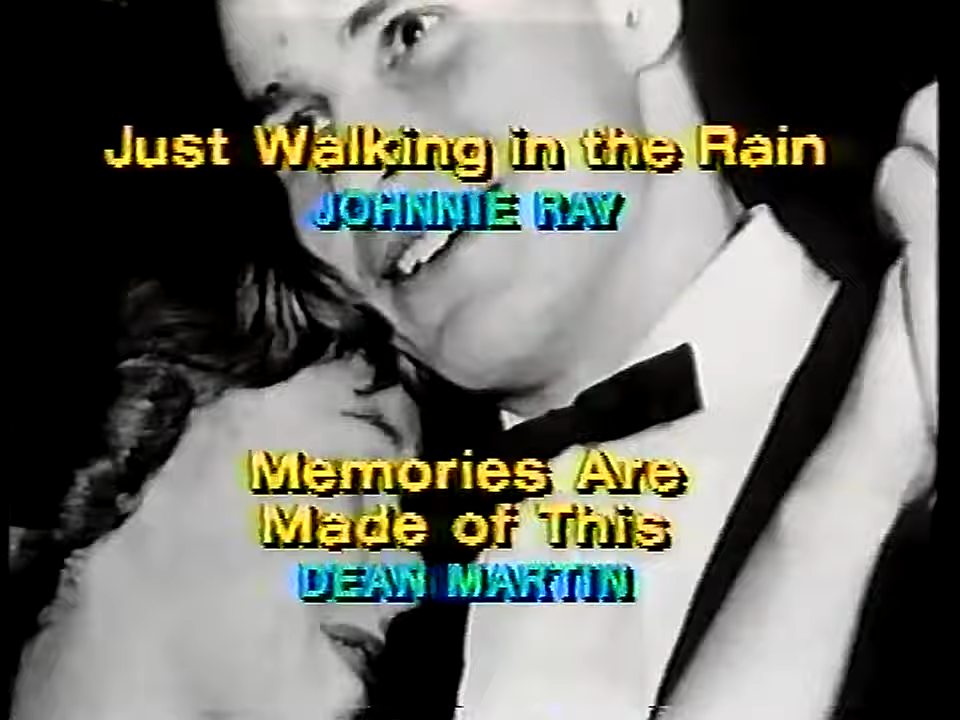 Just Walking in the Rain
JOHNNIE RAY
Memories Are
Made of This
DEAN MARTIN